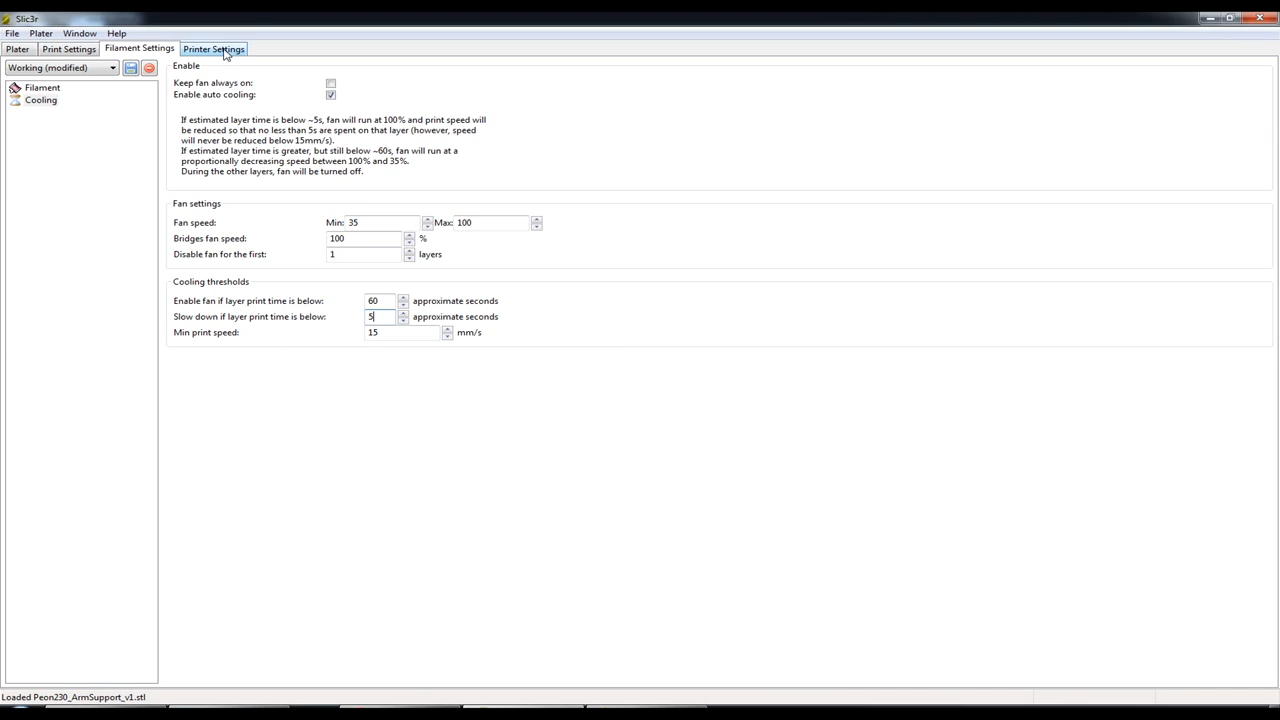 Slic3r
File Plater Window Help
Plater Print Settings Filament Settings Printer Settings
Working (modified)
Filament
Cooling
Enable
Keep fan always on:
Enable auto cooling:
If estimated layer time is below ~5s, fan will run at 100% and print speed will
be reduced so that no less than 5s are spent on that layer (however, speed
will never be reduced below 15mm/s).
If estimated layer time is greater, but still below ~60s, fan will run at a
proportionally decreasing speed between 100% and 35%.
During the other layers, fan will be turned off.
Fan settings
Fan speed: Min: 35 Max: 100
Bridges fan speed: 100 %
Disable fan for the first: 1 layers
Cooling thresholds
Enable fan if layer print time is below: 60 approximate seconds
Slow down if layer print time is below: 5 approximate seconds
Min print speed: 15 mm/s
Loaded Peon230_ArmSupport_v1.stl